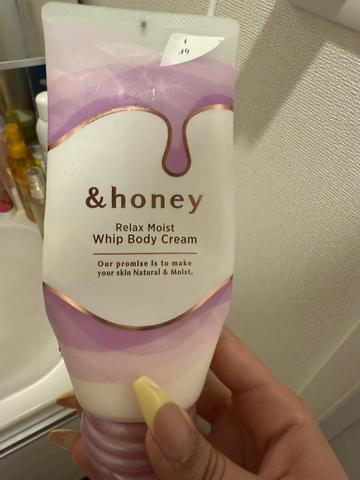 &honey
Relax Moist
Whip Body Cream
Our promise is to make
your skin Natural & Moist.